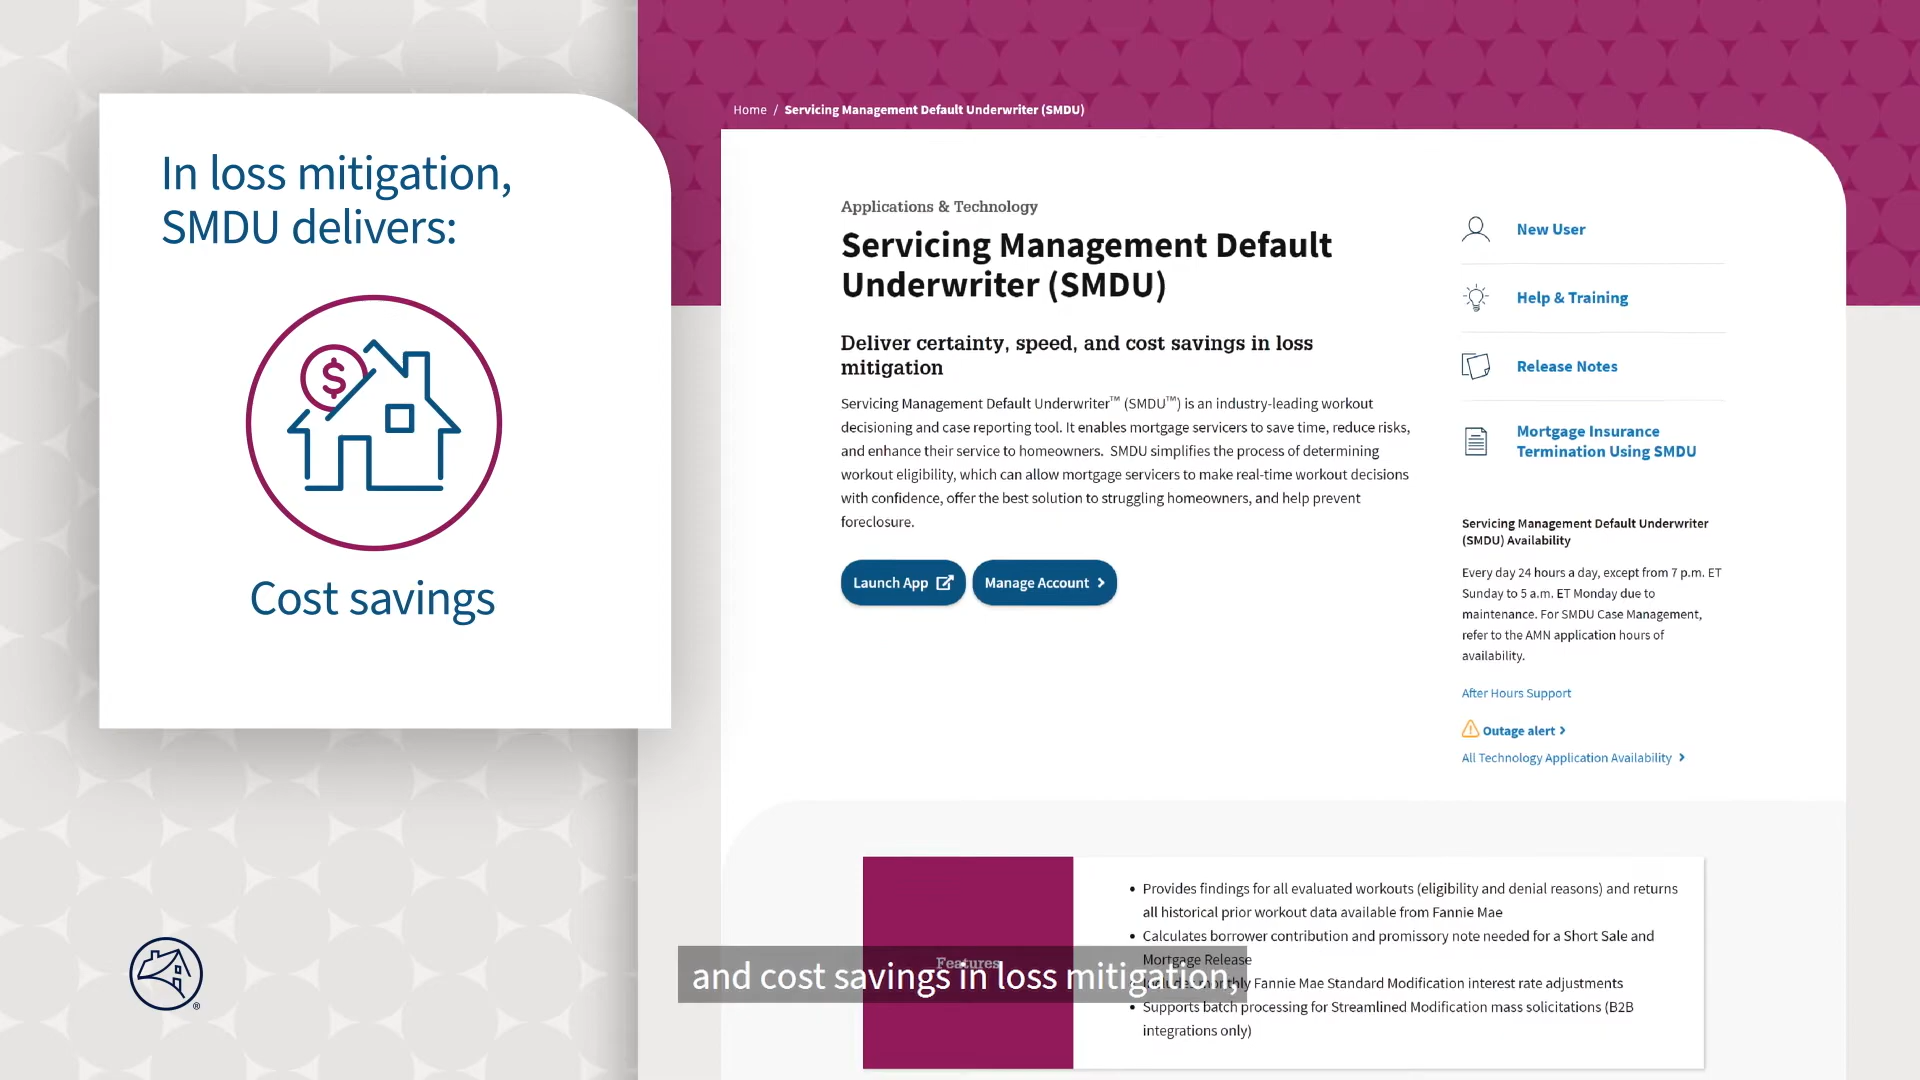 In loss mitigation,
SMDU delivers:
$
Cost savings
®
Home / Servicing Management Default Underwriter (SMDU)
Applications & Technology
Servicing Management Default
Underwriter (SMDU)
Deliver certainty, speed, and cost savings in loss
mitigation
Servicing Management Default Underwriter™ (SMDU™) is an industry-leading workout
decisioning and case reporting tool. It enables mortgage servicers to save time, reduce risks,
and enhance their service to homeowners. SMDU simplifies the process of determining
workout eligibility, which can allow mortgage servicers to make real-time workout decisions
with confidence, offer the best solution to struggling homeowners, and help prevent
foreclosure.
Launch App
Manage Account >
New User
Help & Training
Release Notes
Mortgage Insurance
Termination Using SMDU
Servicing Management Default Underwriter
(SMDU) Availability
Every day 24 hours a day, except from 7 p.m. ET
Sunday to 5 a.m. ET Monday due to
maintenance. For SMDU Case Management,
refer to the AMN application hours of
availability.
After Hours Support
Outage alert >
All Technology Application Availability >
Features
• Provides findings for all evaluated workouts (eligibility and denial reasons) and returns
all historical prior workout data available from Fannie Mae
• Calculates borrower contribution and promissory note needed for a Short Sale and
Mortgage Release
monthly Fannie Mae Standard Modification interest rate adjustments
• Supports batch processing for Streamlined Modification mass solicitations (B2B
integrations only)
and cost savings in loss mitigation,